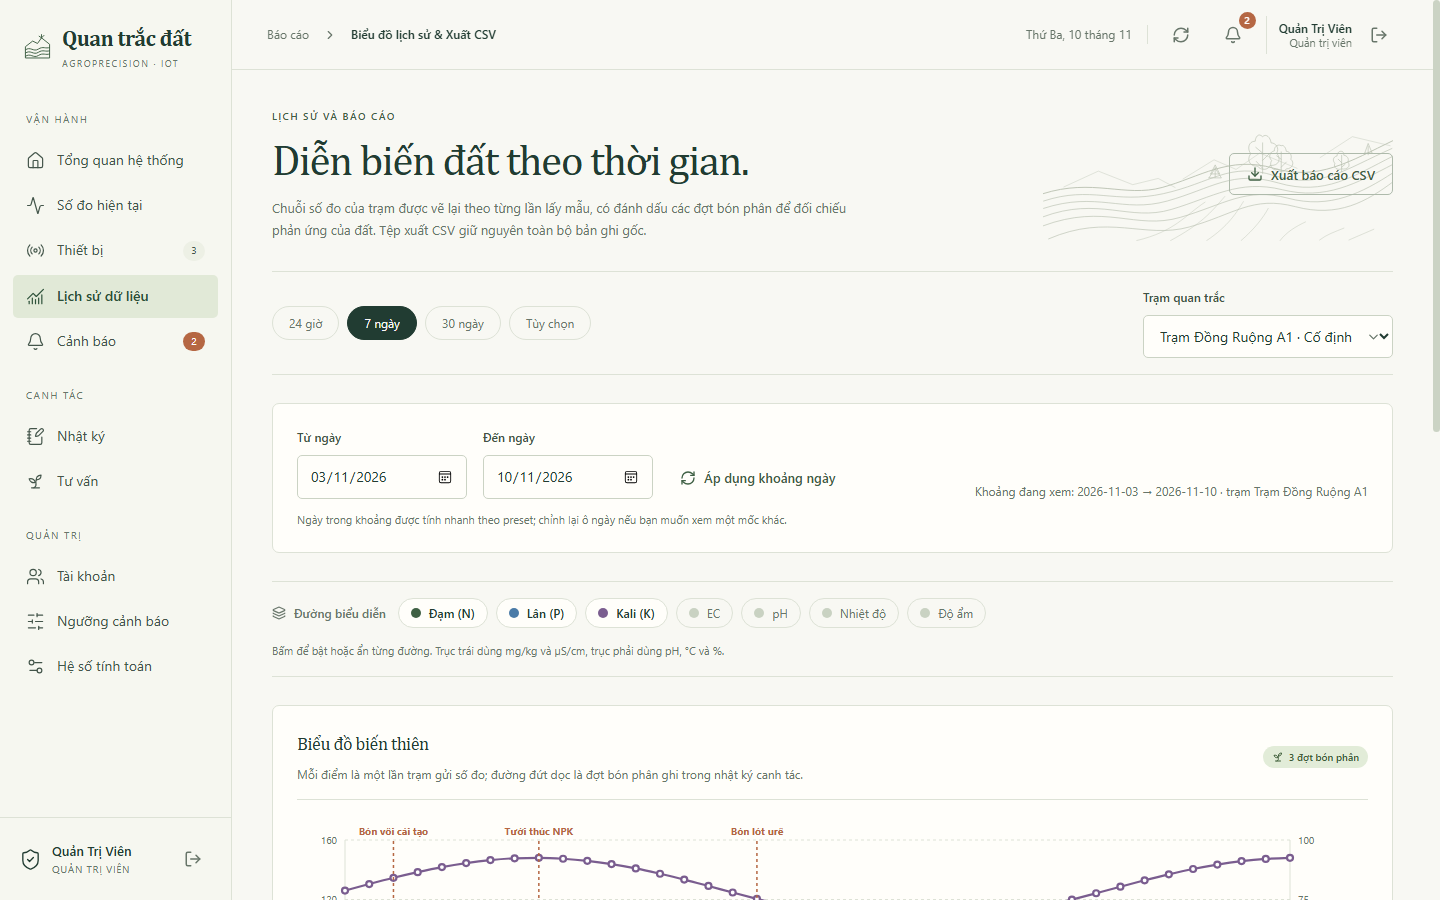 Quan trắc đất
AGROPRECISION · IOT
VẬN HÀNH
Tổng quan hệ thống
Số đo hiện tại
Thiết bị
3
Lịch sử dữ liệu
Cảnh báo
2
CANH TÁC
Nhật ký
Tư vấn
QUẢN TRỊ
Tài khoản
Ngưỡng cảnh báo
Hệ số tính toán
Quản Trị Viên
QUẢN TRỊ VIÊN
Báo cáo
Biểu đồ lịch sử & Xuất CSV
Thứ Ba, 10 tháng 11
2
Quản Trị Viên
Quản trị viên
LỊCH SỬ VÀ BÁO CÁO
Diễn biến đất theo thời gian.
Chuỗi số đo của trạm được vẽ lại theo từng lần lấy mẫu, có đánh dấu các đợt bón phân để đối chiếu
phản ứng của đất. Tệp xuất CSV giữ nguyên toàn bộ bản ghi gốc.
Xuất báo cáo CSV
24 giờ
7 ngày
30 ngày
Tùy chọn
Trạm quan trắc
Trạm Đồng Ruộng A1 · Cố định
Từ ngày
Đến ngày
03/11/2026
10/11/2026
Áp dụng khoảng ngày
Khoảng đang xem: 2026-11-03 → 2026-11-10 · trạm Trạm Đồng Ruộng A1
Ngày trong khoảng được tính nhanh theo preset; chỉnh lại ô ngày nếu bạn muốn xem một mốc khác.
Đường biểu diễn
Đạm (N)
Lân (P)
Kali (K)
EC
pH
Nhiệt độ
Độ ẩm
Bấm để bật hoặc ẩn từng đường. Trục trái dùng mg/kg và µS/cm, trục phải dùng pH, °C và %.
Biểu đồ biến thiên
Mỗi điểm là một lần trạm gửi số đo; đường đứt dọc là đợt bón phân ghi trong nhật ký canh tác.
3 đợt bón phân
Bón vôi cải tạo
Tưới thúc NPK
Bón lót urê
160
100
120
75